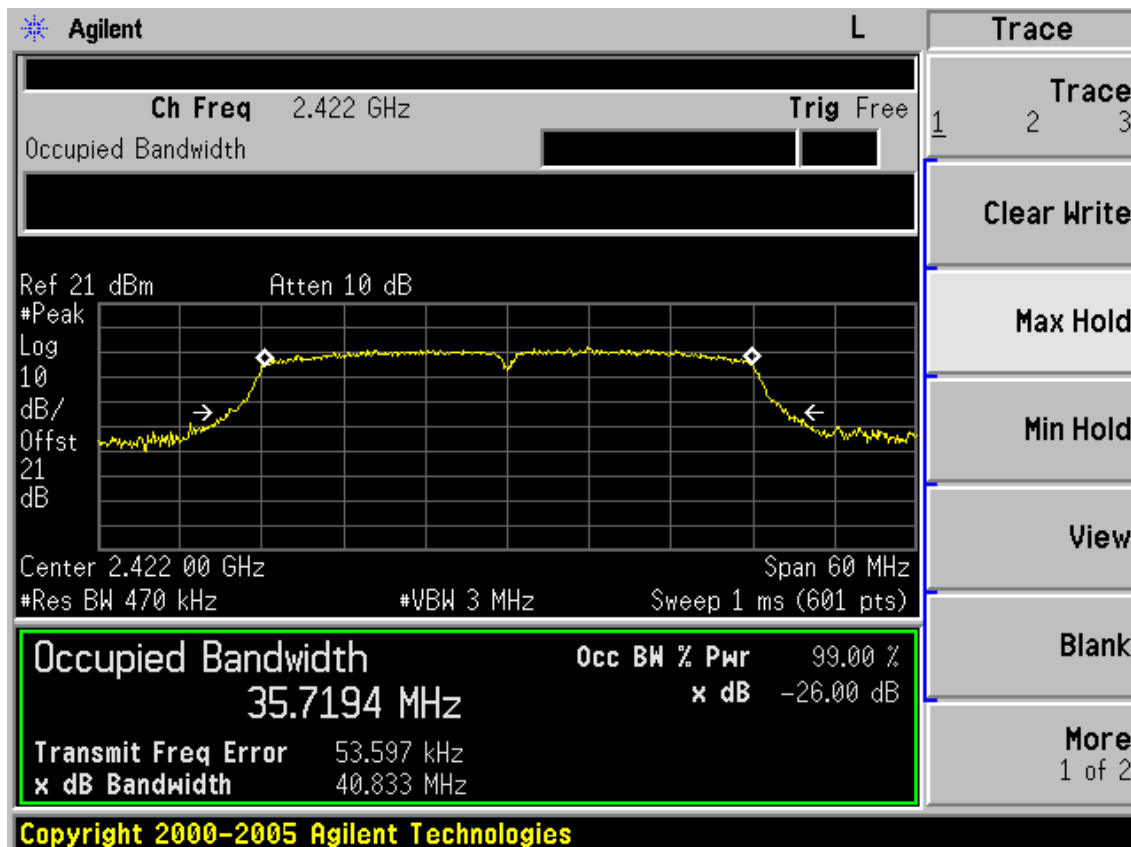 Agilent L Trace
Ch Freq 2.422 GHz Trig Free
Occupied Bandwidth
Trace
1 2 3
Clear Write
Max Hold
Min Hold
View
Blank
More
1 of 2
Ref 21 dBm Atten 10 dB
#Peak
Log
10
dB/
Offst
21
dB
Center 2.422 00 GHz Span 60 MHz
#Res BW 470 kHz #VBW 3 MHz Sweep 1 ms (601 pts)
Occupied Bandwidth Occ BW % Pwr 99.00 %
35.7194 MHz x dB -26.00 dB
Transmit Freq Error 53.597 kHz
x dB Bandwidth 40.833 MHz
Copyright 2000-2005 Agilent Technologies